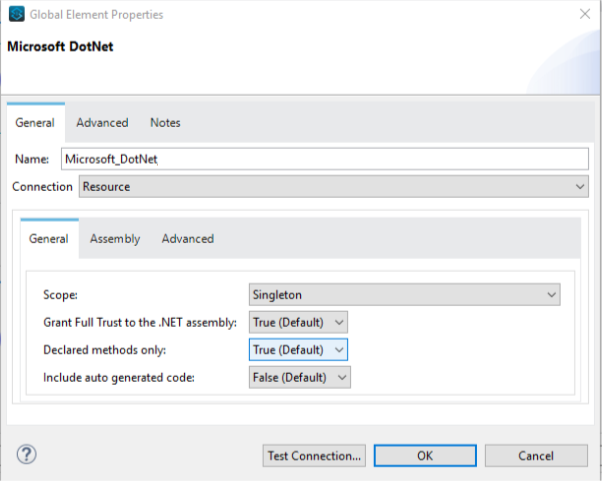 Global Element Properties
Microsoft DotNet
General Advanced Notes
Name: Microsoft_DotNet
Connection Resource
General Assembly Advanced
Scope: Singleton
Grant Full Trust to the .NET assembly: True (Default)
Declared methods only: True (Default)
Include auto generated code: False (Default)
? Test Connection... OK Cancel